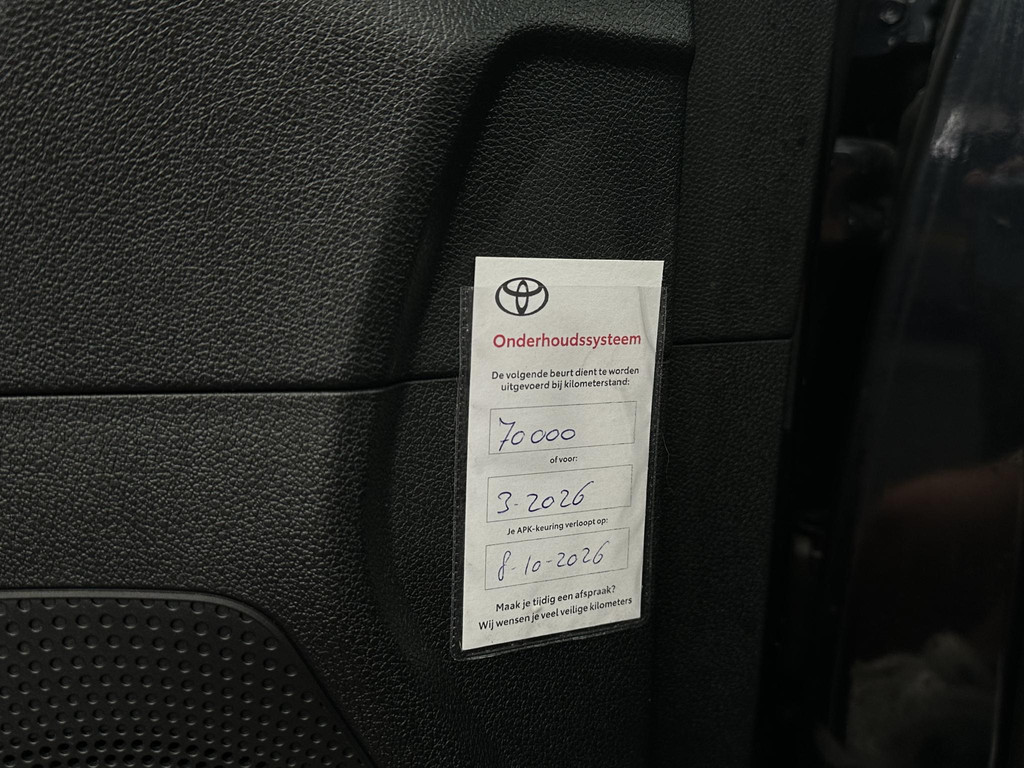 Onderhoudssysteem
De volgende beurt dient te worden
uitgevoerd bij kilometerstand:
70000
of voor:
3-2026
Je APK-keuring verloopt op:
8-10-2026
Maak je tijdig een afspraak?
Wij wensen je veel veilige kilometers